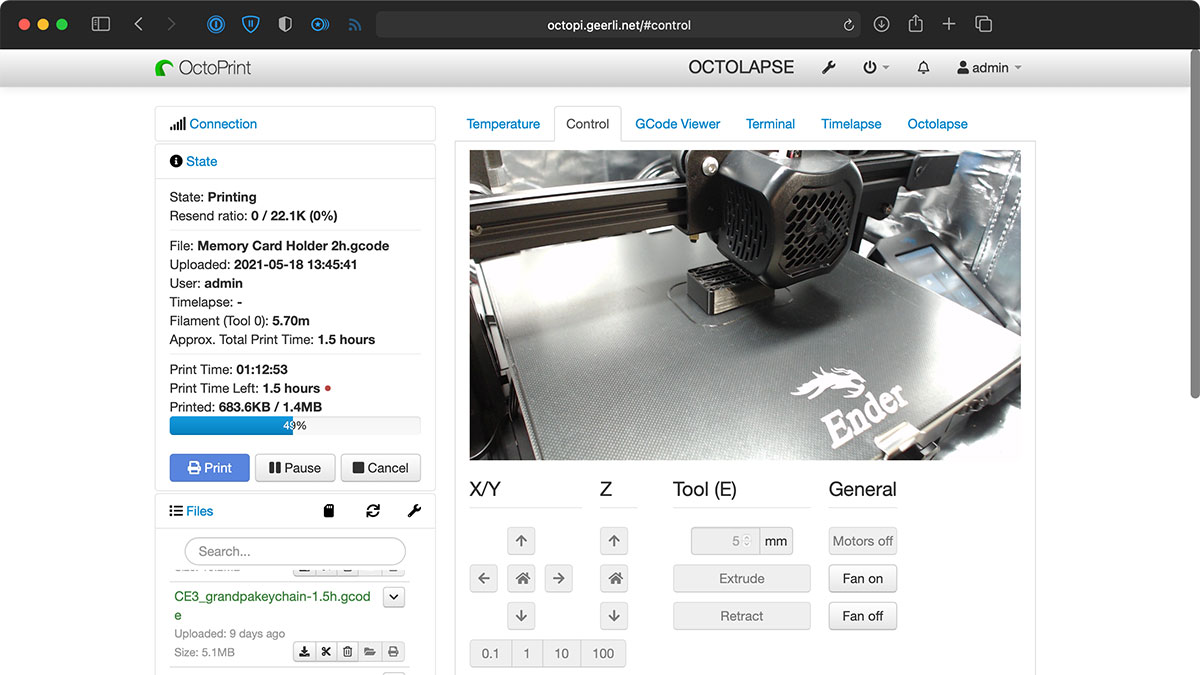 octopi.geerli.net/#control
OctoPrint
OCTOLAPSE
admin
Connection
State
State: Printing
Resend ratio: 0 / 22.1K (0%)
File: Memory Card Holder 2h.gcode
Uploaded: 2021-05-18 13:45:41
User: admin
Timelapse: -
Filament (Tool 0): 5.70m
Approx. Total Print Time: 1.5 hours
Print Time: 01:12:53
Print Time Left: 1.5 hours
Printed: 683.6KB / 1.4MB
49%
Print Pause Cancel
Files
Search...
CE3_grandpakeychain-1.5h.gcod
e
Uploaded: 9 days ago
Size: 5.1MB
Temperature Control GCode Viewer Terminal Timelapse Octolapse
Ender
X/Y Z Tool (E) General
5 mm Motors off
Extrude Fan on
Retract Fan off
0.1 1 10 100